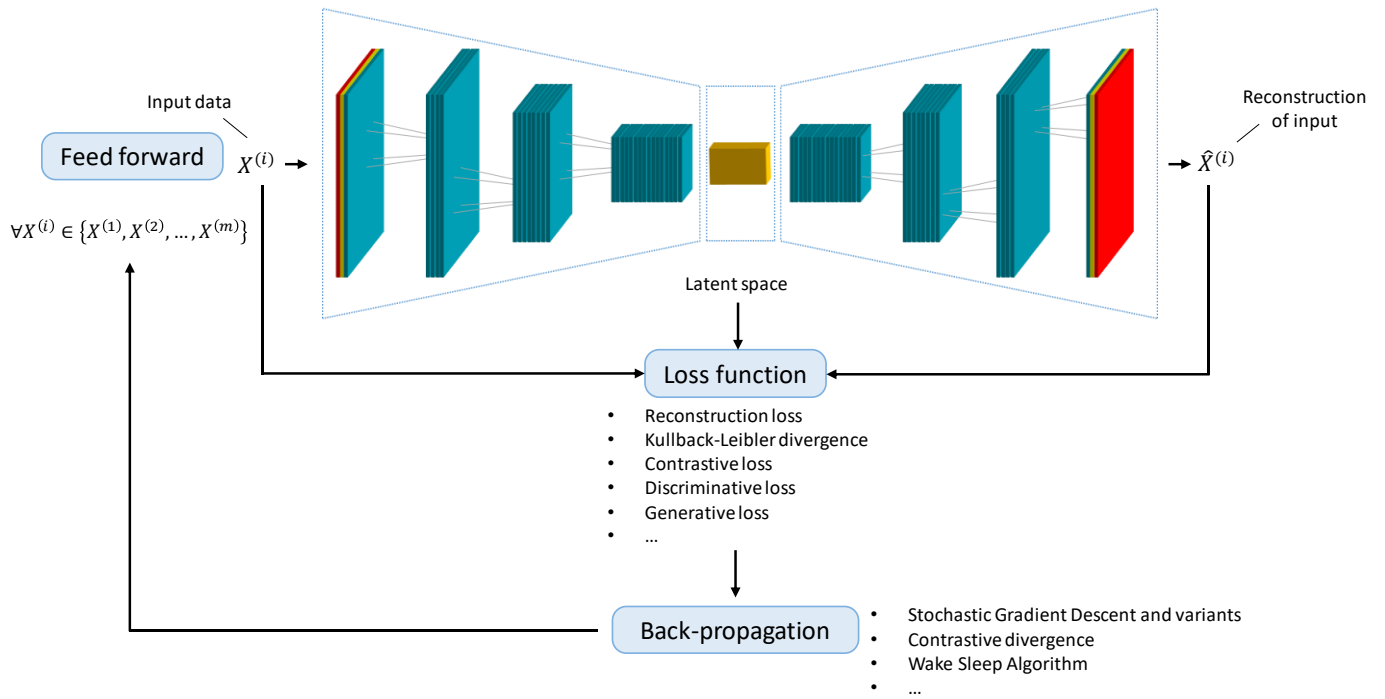 Input data
Feed forward
X^(i)
∀X^(i) ∈ {X^(1), X^(2), …, X^(m)}
Reconstruction
of input
X̂^(i)
Latent space
Loss function
• Reconstruction loss
• Kullback-Leibler divergence
• Contrastive loss
• Discriminative loss
• Generative loss
• …
Back-propagation
• Stochastic Gradient Descent and variants
• Contrastive divergence
• Wake Sleep Algorithm
• …